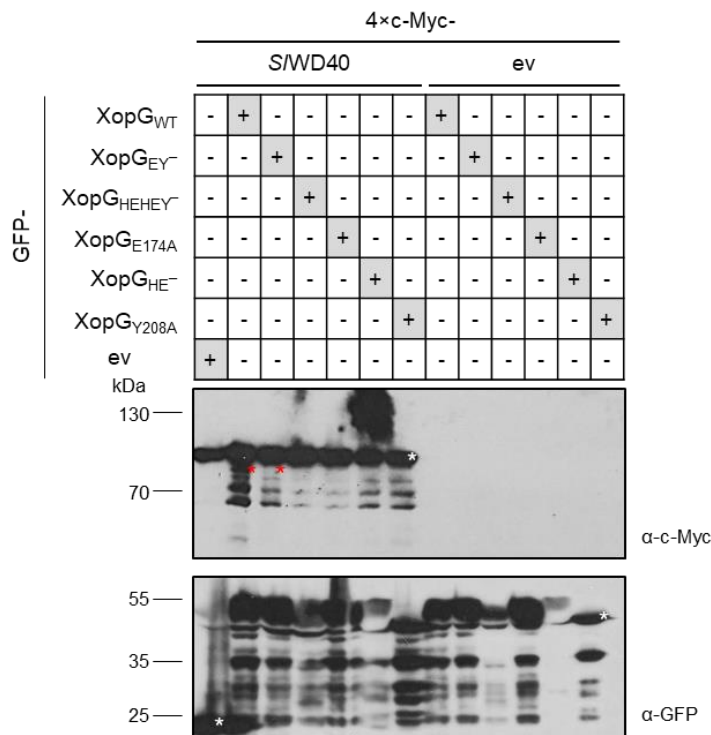 4×c-Myc-
SlWD40 ev
GFP-
XopGWT - + - - - - - + - - - - -
XopGEY⁻ - - + - - - - - + - - - -
XopGHEHEY⁻ - - - + - - - - - + - - -
XopGE174A - - - - + - - - - - + - -
XopGHE⁻ - - - - - + - - - - - + -
XopGY208A - - - - - - + - - - - - +
ev + - - - - - - - - - - - -
kDa
130
70
* * *
α-c-Myc
55
35
25
* *
α-GFP